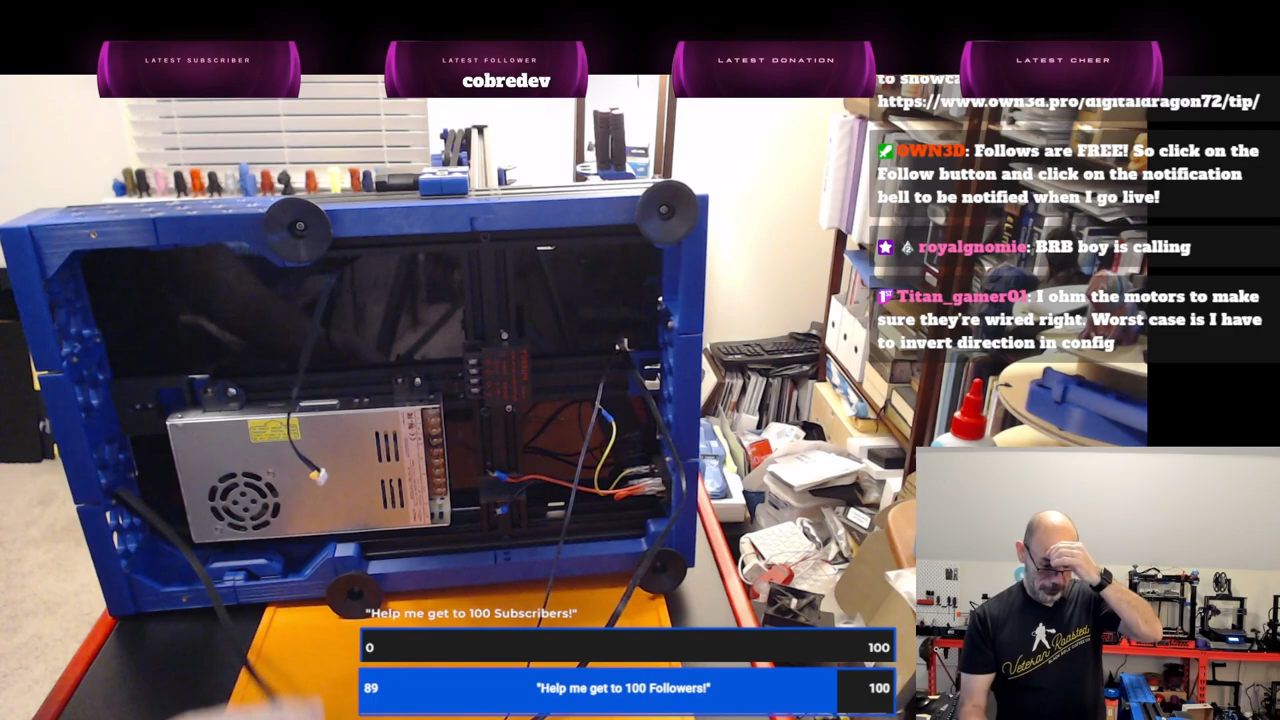 LATEST SUBSCRIBER
LATEST FOLLOWER
cobredev
LATEST DONATION
LATEST CHEER
to showca
https://www.own3d.pro/digitaldragon72/tip/
OWN3D: Follows are FREE! So click on the
Follow button and click on the notification
bell to be notified when I go live!
royalgnomie: BRB boy is calling
1ST Titan_gamer01: I ohm the motors to make
sure they're wired right. Worst case is I have
to invert direction in config
"Help me get to 100 Subscribers!"
0
100
89
"Help me get to 100 Followers!"
100
Veteran Roasted